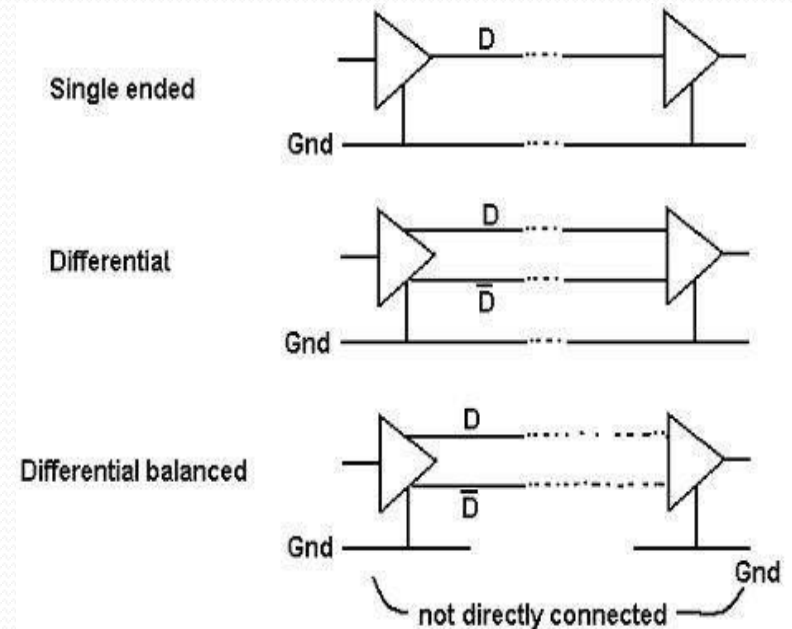 D
Single ended
Gnd
D
Differential
D̅
Gnd
D
Differential balanced
D̅
Gnd
Gnd
not directly connected